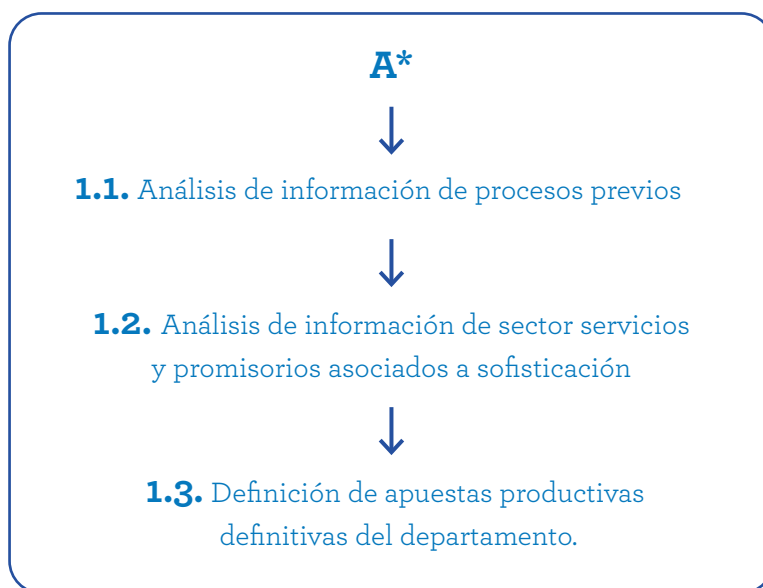 A*
1.1. Análisis de información de procesos previos
1.2. Análisis de información de sector servicios
y promisorios asociados a sofisticación
1.3. Definición de apuestas productivas
definitivas del departamento.